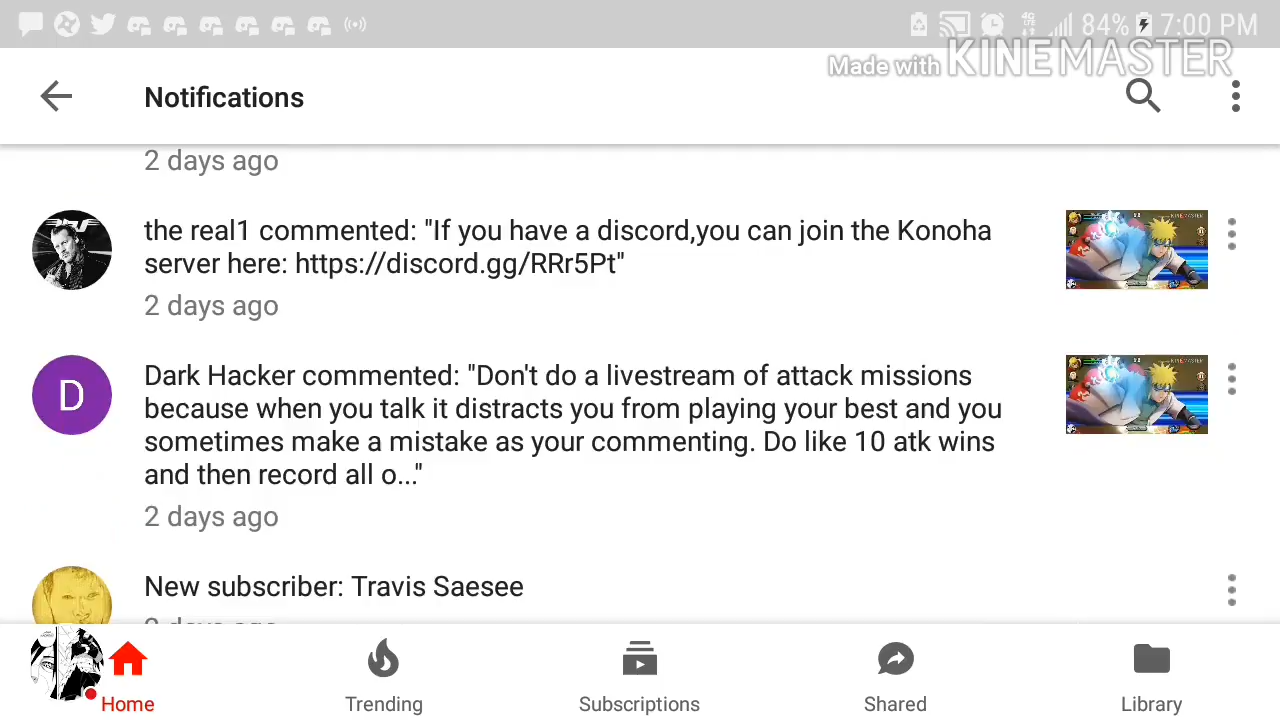 84% 7:00 PM
Made with KINEMASTER
Notifications
2 days ago
the real1 commented: "If you have a discord,you can join the Konoha
server here: https://discord.gg/RRr5Pt"
2 days ago
Dark Hacker commented: "Don't do a livestream of attack missions
because when you talk it distracts you from playing your best and you
sometimes make a mistake as your commenting. Do like 10 atk wins
and then record all o..."
2 days ago
New subscriber: Travis Saesee
2 days ago
Home
Trending
Subscriptions
Shared
Library